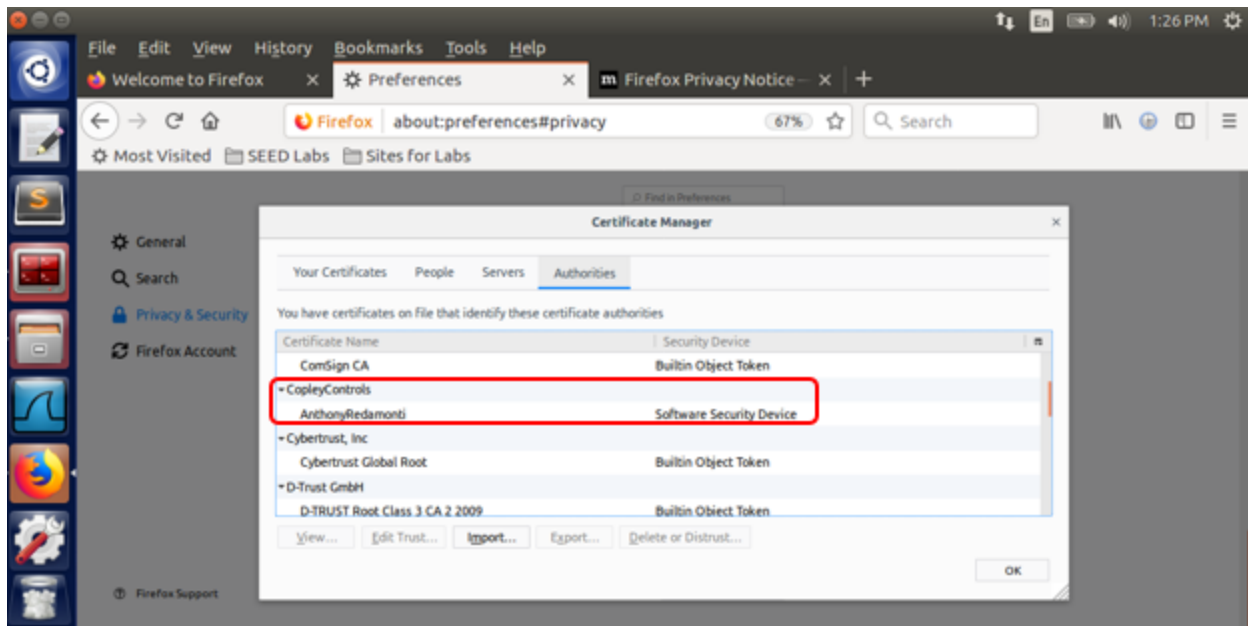 En 1:26 PM
File Edit View History Bookmarks Tools Help
Welcome to Firefox × Preferences × m Firefox Privacy Notice — × +
Firefox about:preferences#privacy 67% Search
Most Visited SEED Labs Sites for Labs
Find in Preferences
Certificate Manager ×
General
Your Certificates People Servers Authorities
Search
Privacy & Security You have certificates on file that identify these certificate authorities
Certificate Name Security Device
Firefox Account
ComSign CA Builtin Object Token
CopleyControls
AnthonyRedamonti Software Security Device
Cybertrust, Inc
Cybertrust Global Root Builtin Object Token
D-Trust GmbH
D-TRUST Root Class 3 CA 2 2009 Builtin Object Token
View... Edit Trust... Import... Export... Delete or Distrust...
OK
Firefox Support